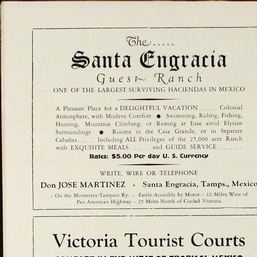 The.....
Santa Engracia
Guest Ranch
ONE OF THE LARGEST SURVIVING HACIENDAS IN MEXICO
A Pleasant Place for a DELIGHTFUL VACATION..... Colonial
Atmosphere, with Modern Comfort ● Swimming, Riding, Fishing,
Hunting, Mountain Climbing, or Resting at Ease amid Elysian
Surroundings ● Rooms in the Casa Grande, or in Separate
Cabañas..... Including ALL Privileges of the 25,000 acre Ranch
with EXQUISITE MEALS..... and GUIDE SERVICE.....
Rates: $5.00 Per day U. S. Currency
WRITE, WIRE OR TELEPHONE
Don JOSE MARTINEZ - Santa Engracia, Tamps., Mexico
- On the Monterrey-Tampico Ry. - Easily Accesible by Motor - 12 Miles West of
Pan American Highway - 25 Miles North of Ciudad Victoria.
Victoria Tourist Courts